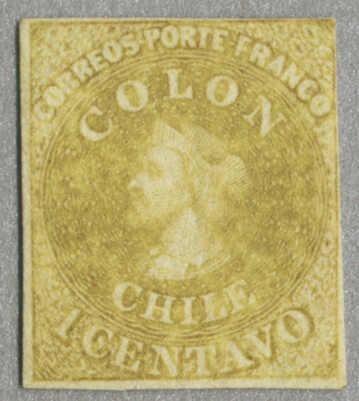 CORREOS PORTE FRANCO
COLON
CHILE
1 CENTAVO